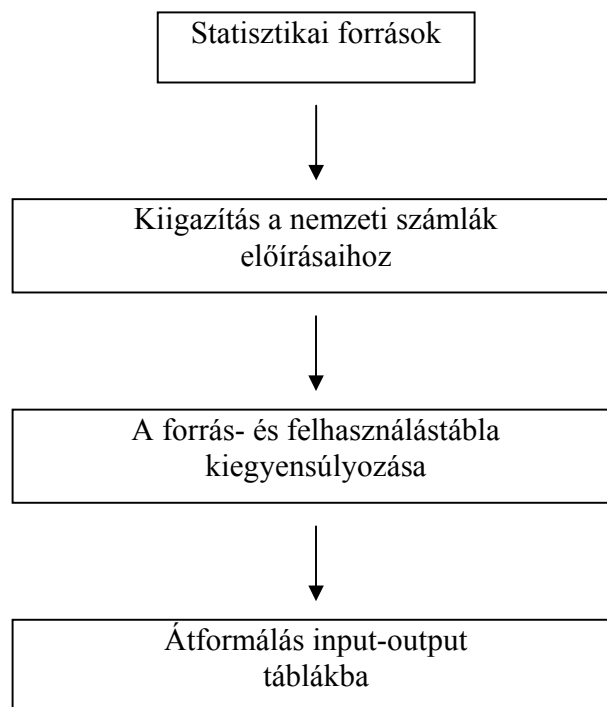 Statisztikai források
Kiigazítás a nemzeti számlák
előírásaihoz
A forrás- és felhasználástábla
kiegyensúlyozása
Átformálás input-output
táblákba